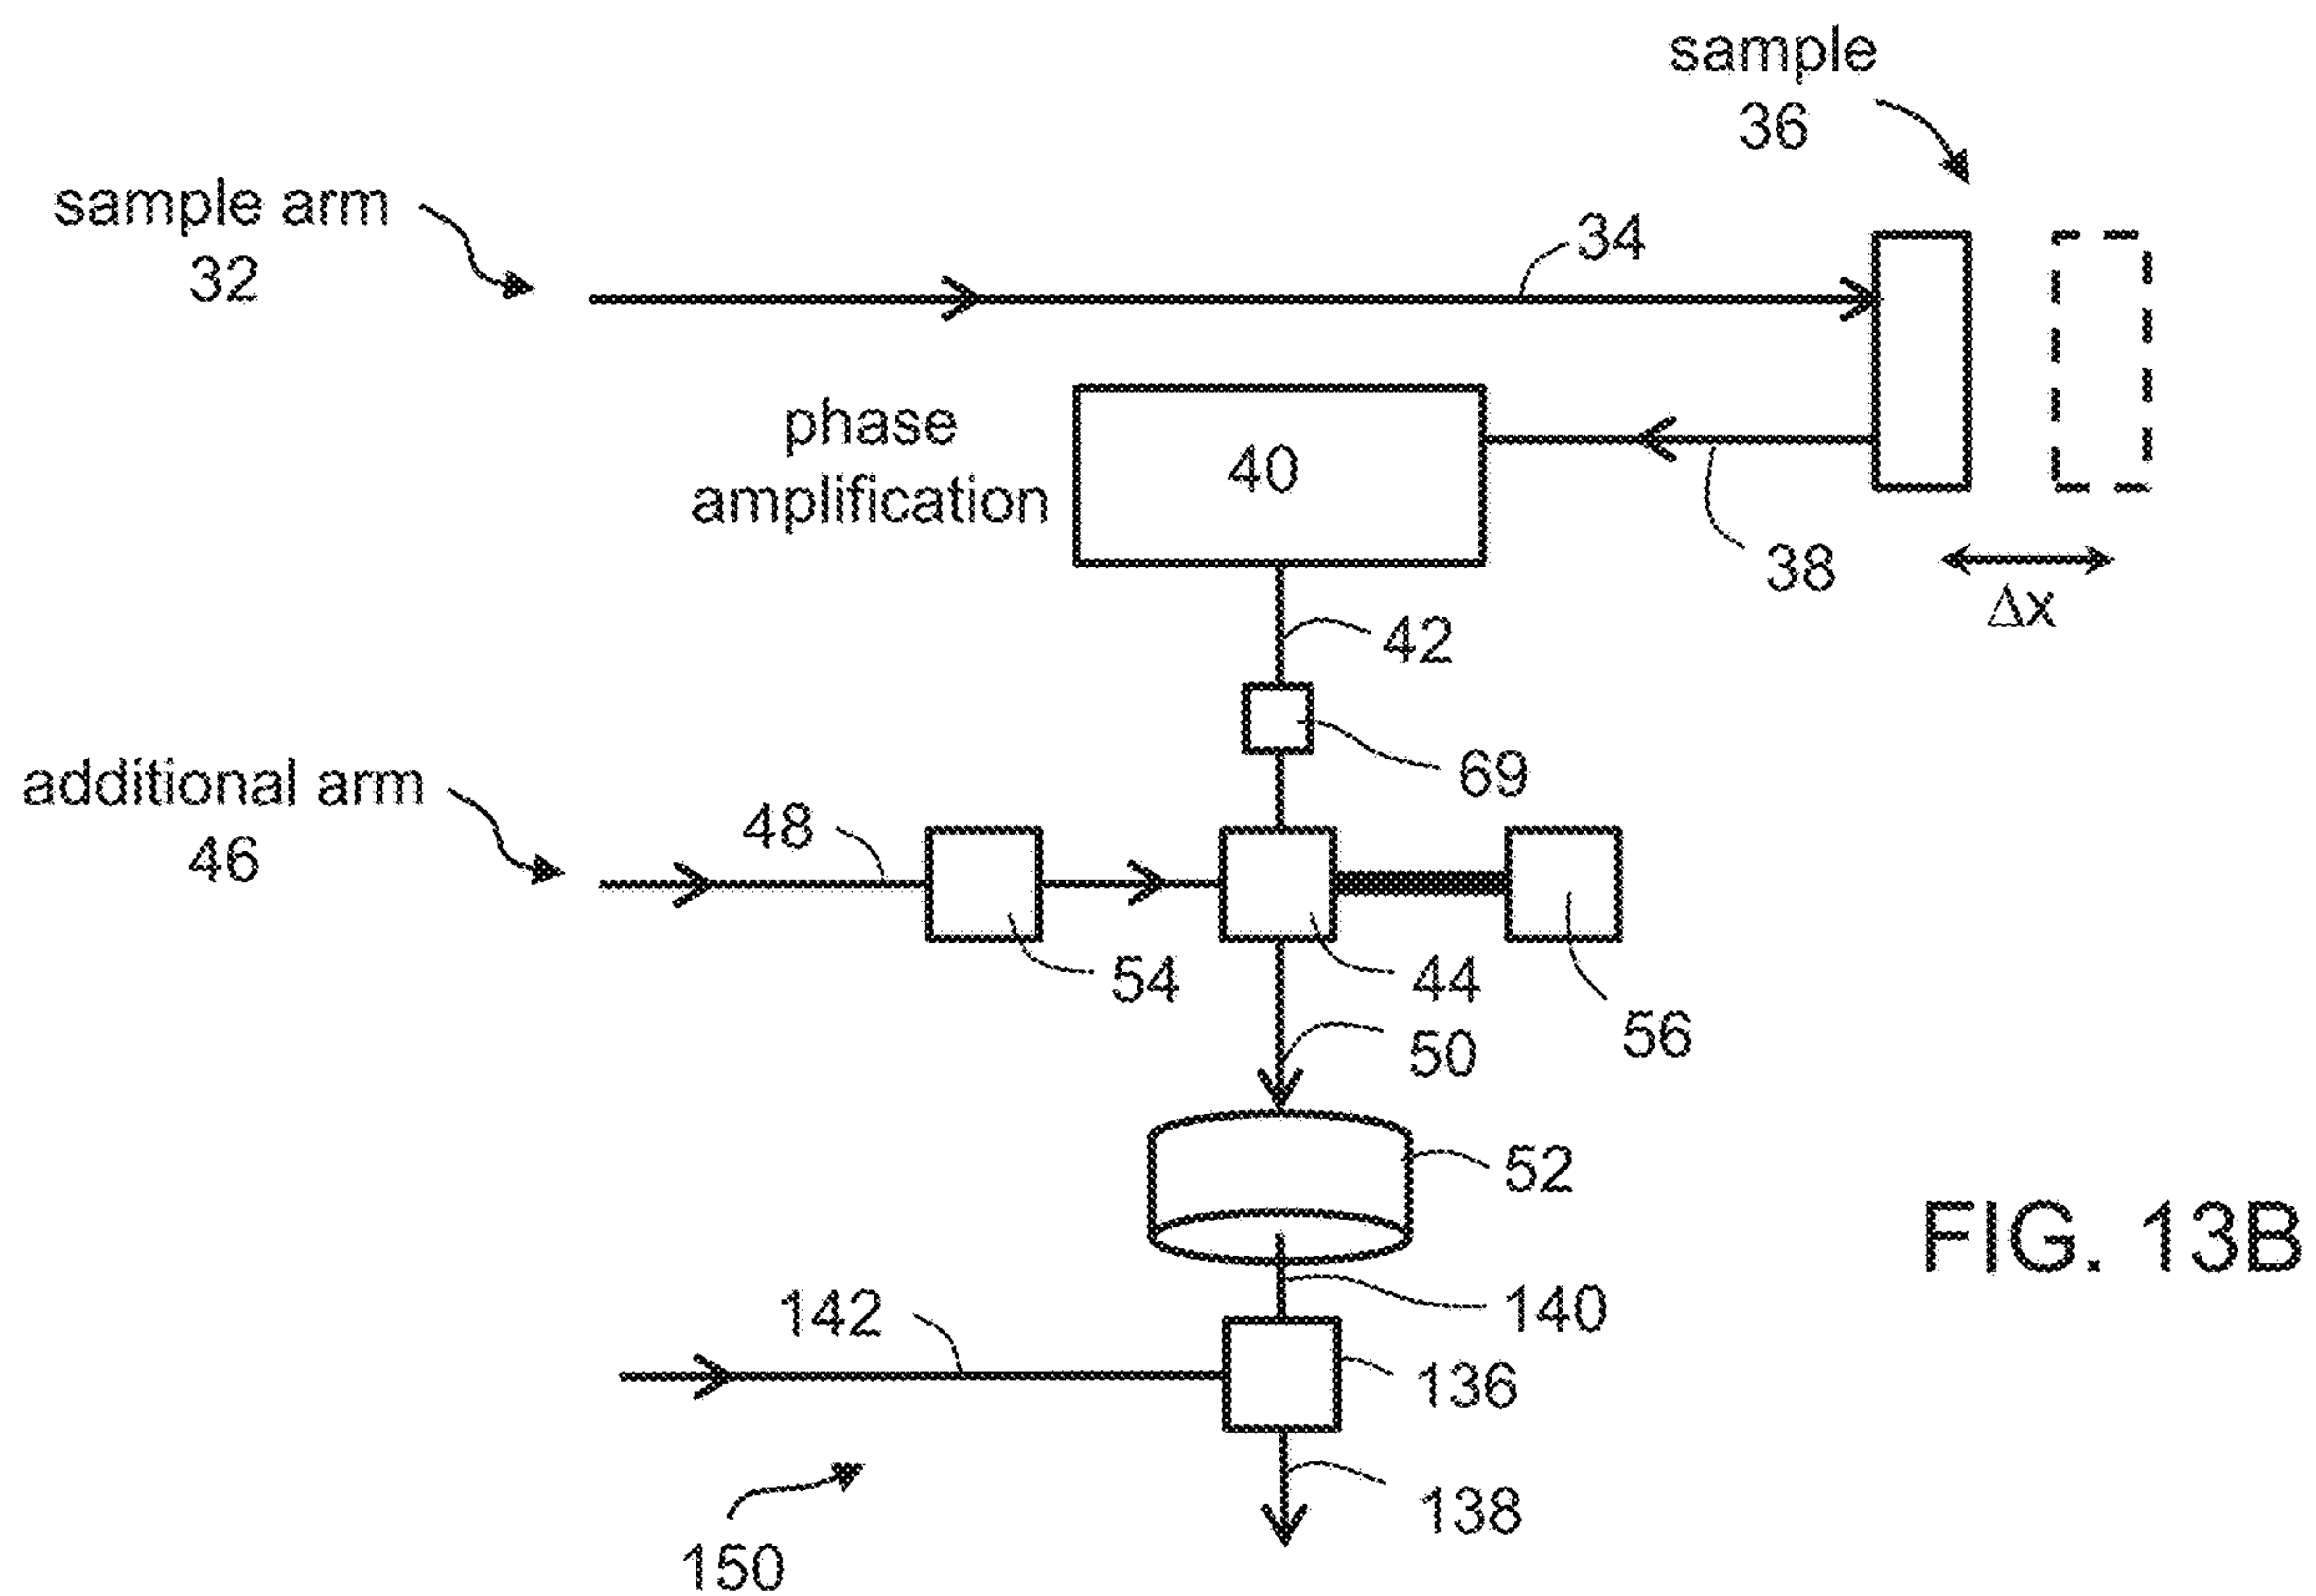 sample
36
sample arm
32
34
phase
amplification
40
38
Δx
42
69
additional arm
46
48
54
44
56
50
52
FIG. 13B
140
142
136
138
150